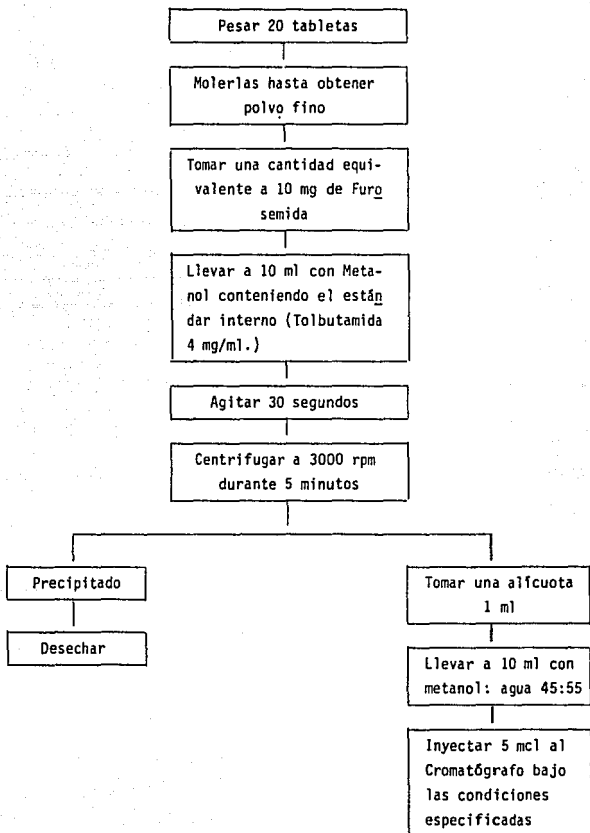 Pesar 20 tabletas
Molerlas hasta obtener
polvo fino
Tomar una cantidad equi-
valente a 10 mg de Furo
semida
Llevar a 10 ml con Meta-
nol conteniendo el están
dar interno (Tolbutamida
4 mg/ml.)
Agitar 30 segundos
Centrifugar a 3000 rpm
durante 5 minutos
Precipitado
Desechar
Tomar una alícuota
1 ml
Llevar a 10 ml con
metanol: agua 45:55
Inyectar 5 mcl al
Cromatógrafo bajo
las condiciones
especificadas